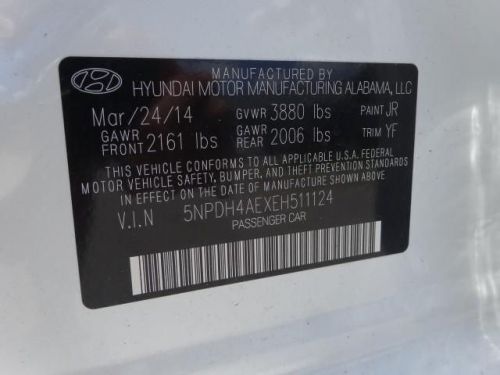 MANUFACTURED BY
HYUNDAI MOTOR MANUFACTURING ALABAMA, LLC
Mar/24/14 GVWR 3880 lbs PAINT JR
GAWR FRONT 2161 lbs GAWR REAR 2006 lbs TRIM YF
THIS VEHICLE CONFORMS TO ALL APPLICABLE U.S.A. FEDERAL
MOTOR VEHICLE SAFETY, BUMPER, AND THEFT PREVENTION
STANDARDS IN EFFECT ON THE DATE OF MANUFACTURE SHOWN ABOVE.
V.I.N 5NPDH4AEXEH511124
PASSENGER CAR